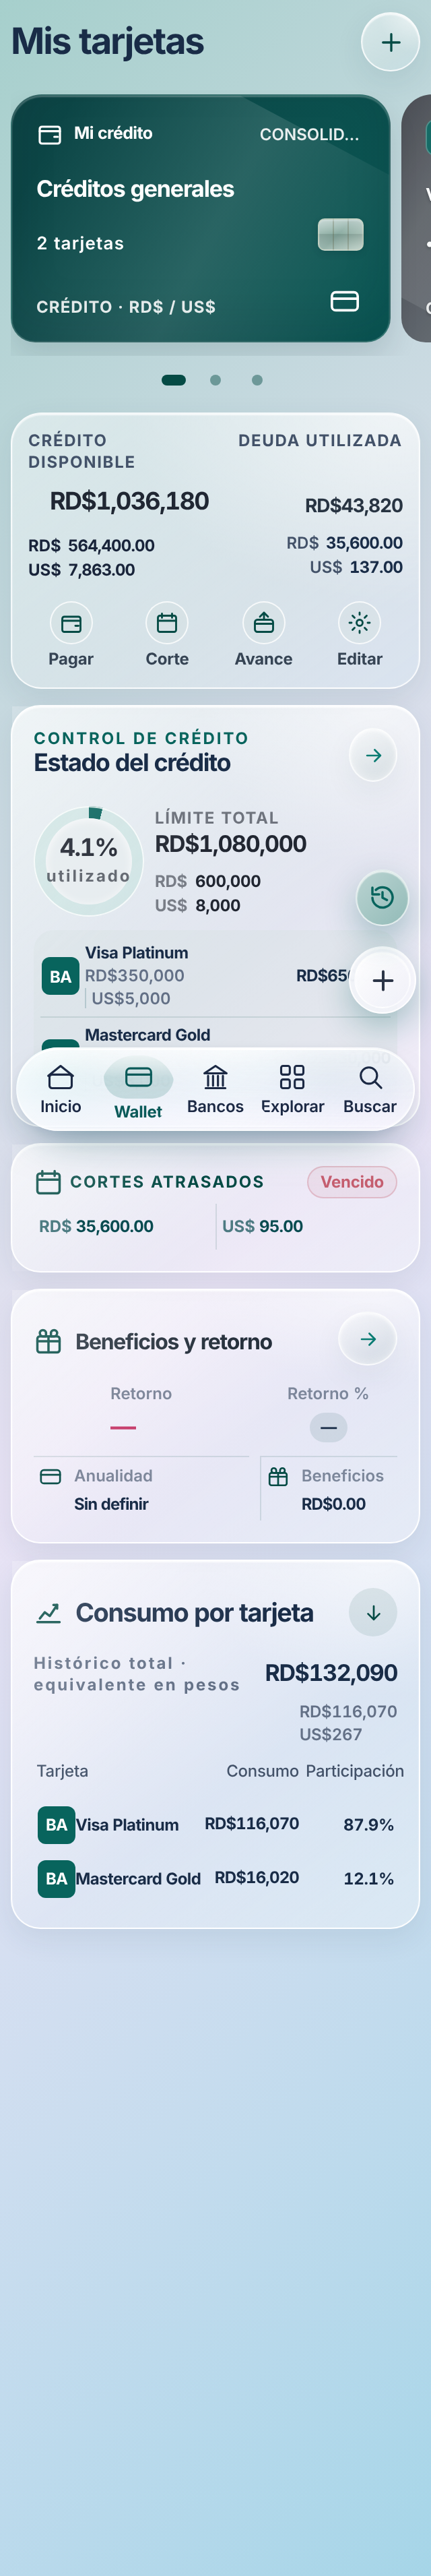 Mis tarjetas
Mi crédito
CONSOLID...
Créditos generales
2 tarjetas
CRÉDITO · RD$ / US$
CRÉDITO DISPONIBLE
DEUDA UTILIZADA
RD$1,036,180
RD$43,820
RD$ 564,400.00
RD$ 35,600.00
US$ 7,863.00
US$ 137.00
Pagar
Corte
Avance
Editar
CONTROL DE CRÉDITO
Estado del crédito
4.1%
utilizado
LÍMITE TOTAL
RD$1,080,000
RD$ 600,000
US$ 8,000
BA
Visa Platinum
RD$350,000
US$5,000
Mastercard Gold
Inicio
Wallet
Bancos
Explorar
Buscar
CORTES ATRASADOS
Vencido
RD$ 35,600.00
US$ 95.00
Beneficios y retorno
Retorno
Retorno %
—
—
Anualidad
Sin definir
Beneficios
RD$0.00
Consumo por tarjeta
Histórico total ·
equivalente en pesos
RD$132,090
RD$116,070
US$267
Tarjeta
Consumo
Participación
BA
Visa Platinum
RD$116,070
87.9%
BA
Mastercard Gold
RD$16,020
12.1%